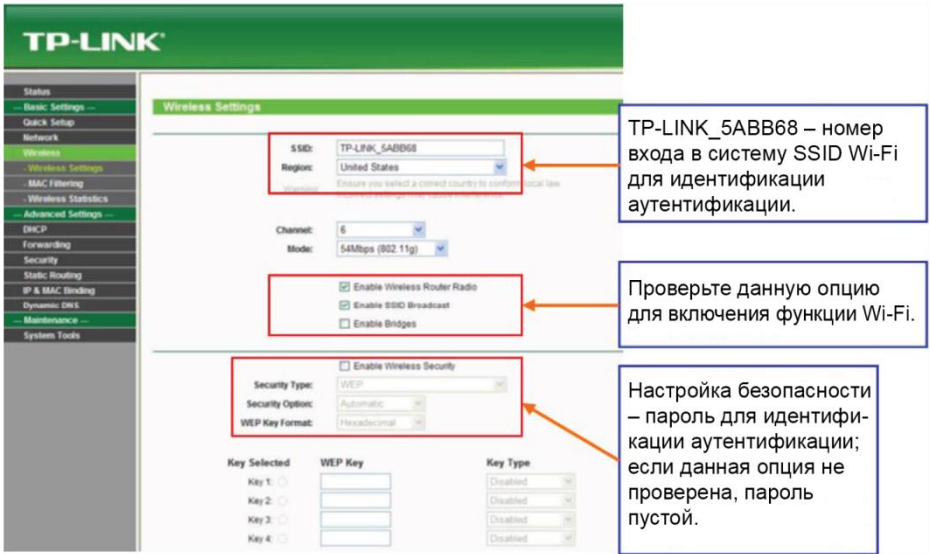 TP-LINK®
Status
--- Basic Settings ---
Quick Setup
Network
Wireless
- Wireless Settings
- MAC Filtering
- Wireless Statistics
--- Advanced Settings ---
DHCP
Forwarding
Security
Static Routing
IP & MAC Binding
Dynamic DNS
--- Maintenance ---
System Tools
Wireless Settings
SSID: TP-LINK_5ABB68
Region: United States
Warning: Ensure you select a correct country to conform local law.
Incorrect settings may cause interference.
Channel: 6
Mode: 54Mbps (802.11g)
Enable Wireless Router Radio
Enable SSID Broadcast
Enable Bridges
Enable Wireless Security
Security Type: WEP
Security Option: Automatic
WEP Key Format: Hexadecimal
Key Selected WEP Key Key Type
Key 1: Disabled
Key 2: Disabled
Key 3: Disabled
Key 4: Disabled
TP-LINK_5ABB68 – номер
входа в систему SSID Wi-Fi
для идентификации
аутентификации.
Проверьте данную опцию
для включения функции Wi-Fi.
Настройка безопасности
– пароль для идентифи-
кации аутентификации;
если данная опция не
проверена, пароль
пустой.